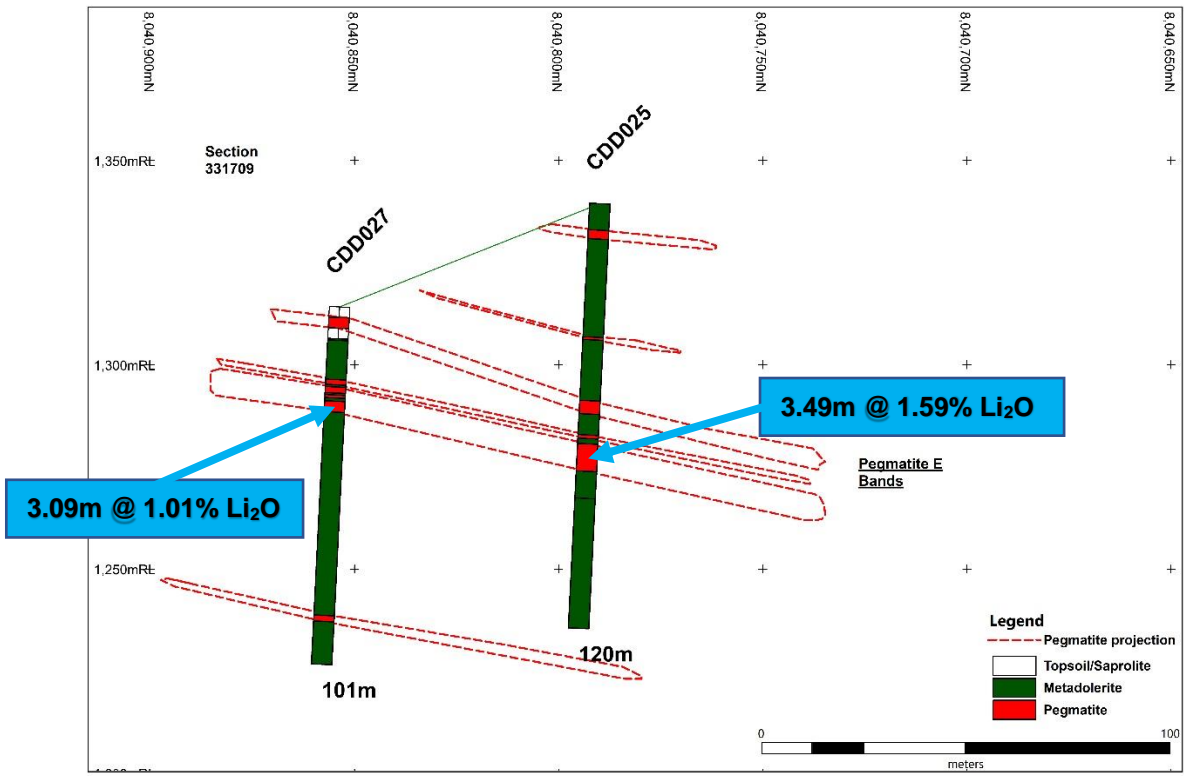 8,040,900mN
8,040,850mN
8,040,800mN
8,040,750mN
8,040,700mN
8,040,650mN
CDD025
Section
331709
1,350mRL
CDD027
1,300mRL
3.49m @ 1.59% Li₂O
Pegmatite E
Bands
3.09m @ 1.01% Li₂O
1,250mRL
Legend
Pegmatite projection
Topsoil/Saprolite
Metadolerite
Pegmatite
120m
101m
0
100
meters